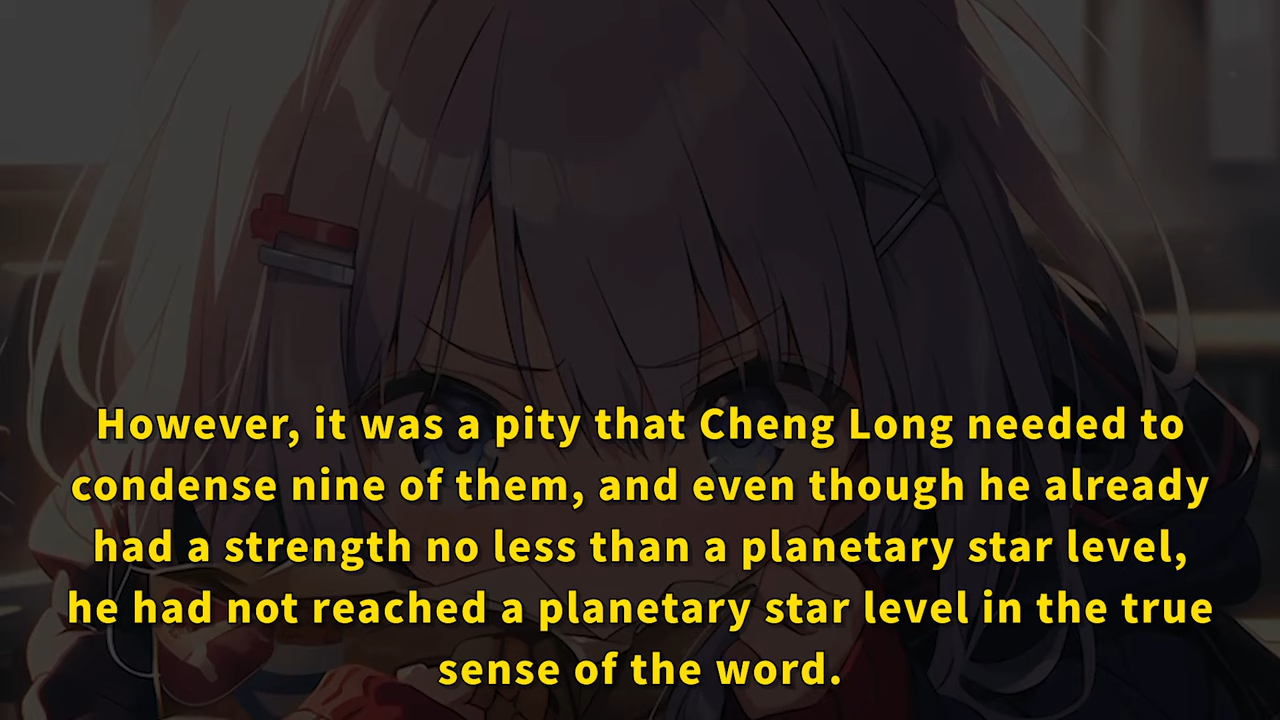 However, it was a pity that Cheng Long needed to
condense nine of them, and even though he already
had a strength no less than a planetary star level,
he had not reached a planetary star level in the true
sense of the word.